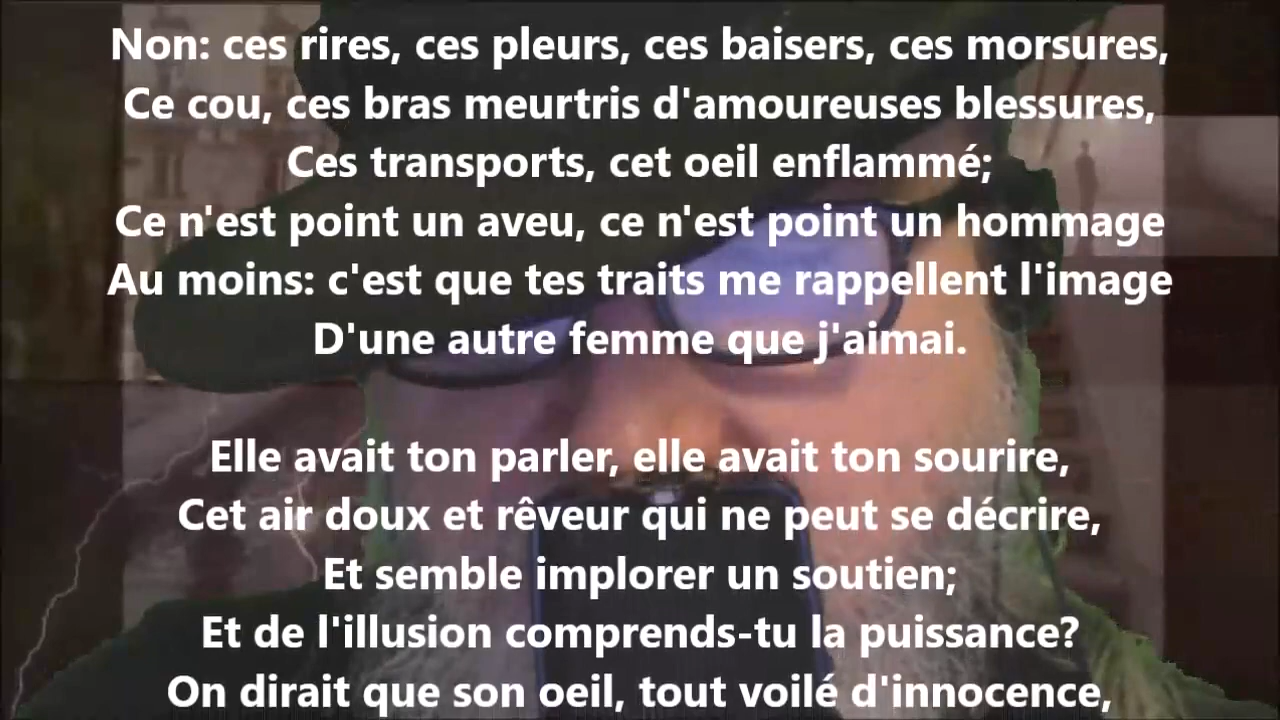 Non: ces rires, ces pleurs, ces baisers, ces morsures,
Ce cou, ces bras meurtris d'amoureuses blessures,
Ces transports, cet oeil enflammé;
Ce n'est point un aveu, ce n'est point un hommage
Au moins: c'est que tes traits me rappellent l'image
D'une autre femme que j'aimai.
Elle avait ton parler, elle avait ton sourire,
Cet air doux et rêveur qui ne peut se décrire,
Et semble implorer un soutien;
Et de l'illusion comprends-tu la puissance?
On dirait que son oeil, tout voilé d'innocence,